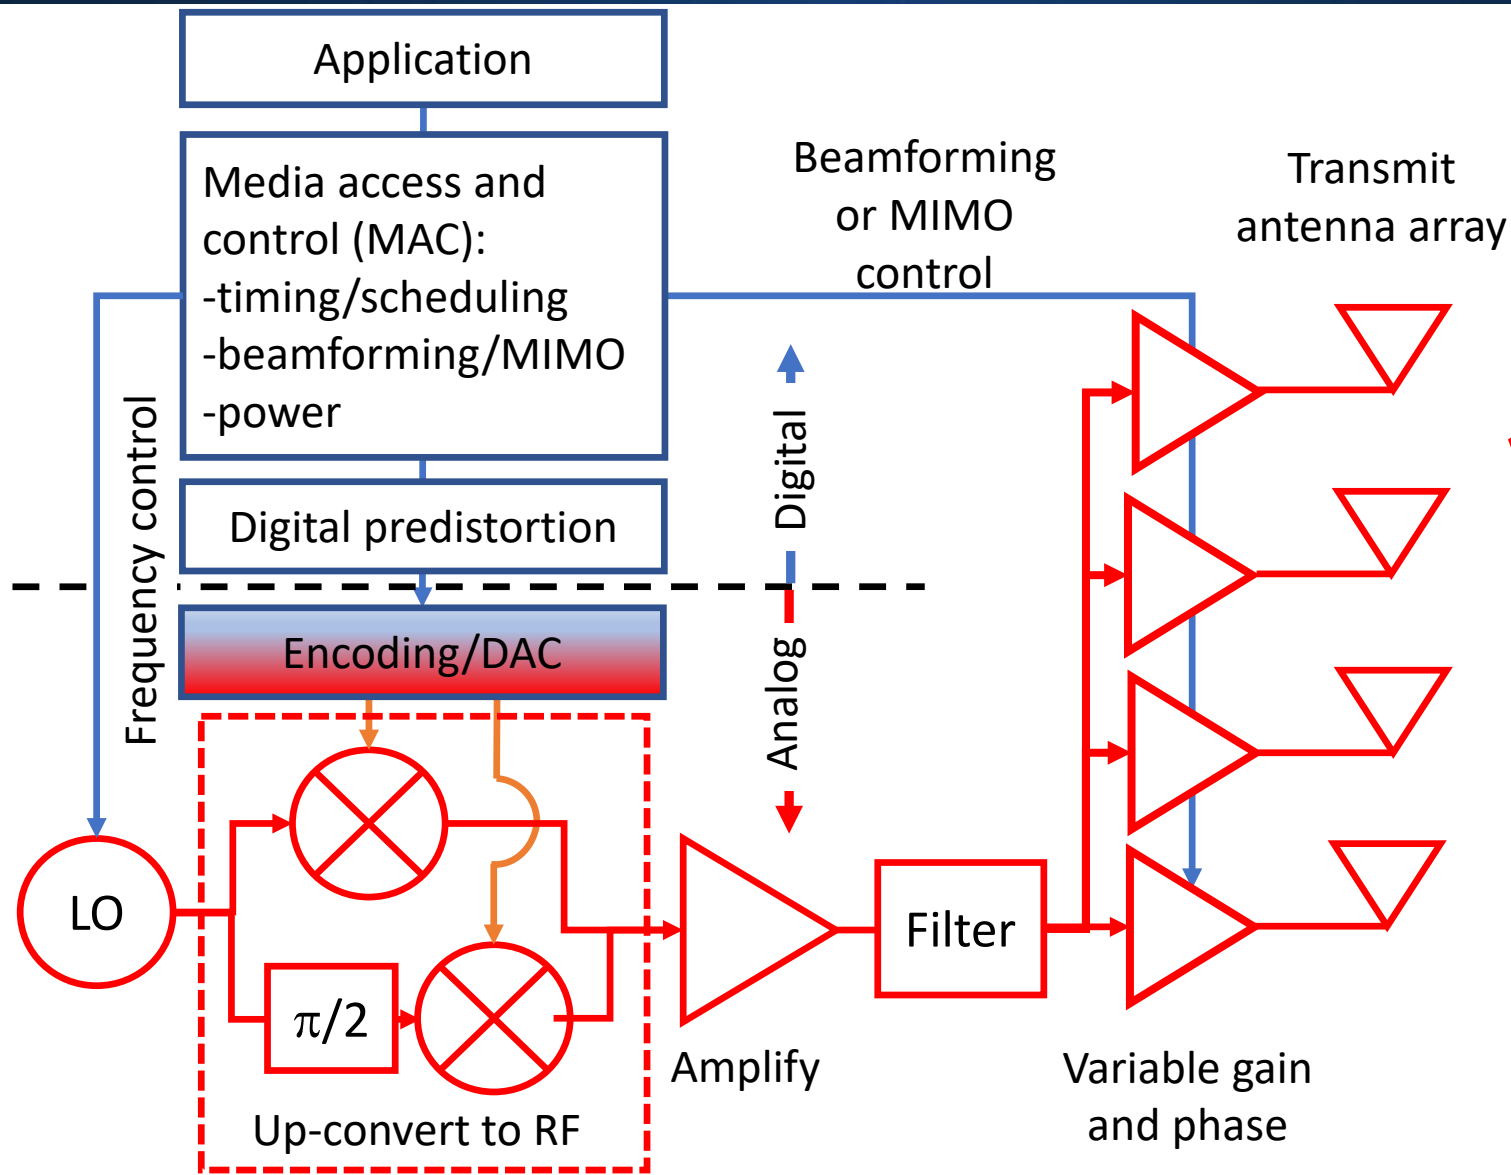 Application
Media access and
control (MAC):
-timing/scheduling
-beamforming/MIMO
-power
Beamforming
or MIMO
control
Transmit
antenna array
Frequency control
Digital predistortion
Digital
Analog
Encoding/DAC
LO
π/2
Up-convert to RF
Amplify
Filter
Variable gain
and phase